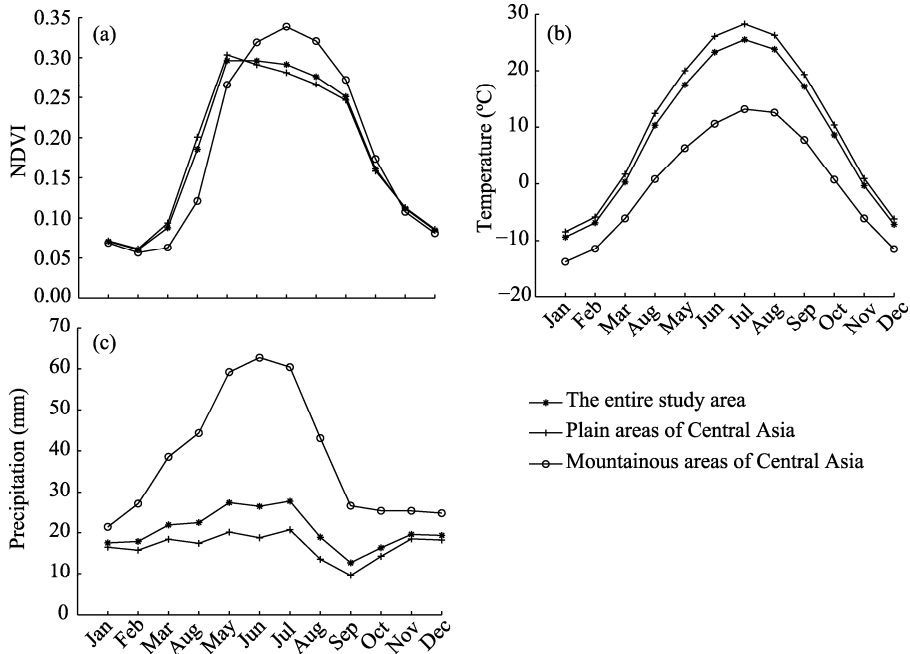 (a)
NDVI
0.35
0.30
0.25
0.20
0.15
0.10
0.05
0.00
(b)
Temperature (ºC)
30
20
10
0
−10
−20
Jan
Feb
Mar
Aug
May
Jun
Jul
Aug
Sep
Oct
Nov
Dec
(c)
Precipitation (mm)
70
60
50
40
30
20
10
0
Jan
Feb
Mar
Aug
May
Jun
Jul
Aug
Sep
Oct
Nov
Dec
The entire study area
Plain areas of Central Asia
Mountainous areas of Central Asia